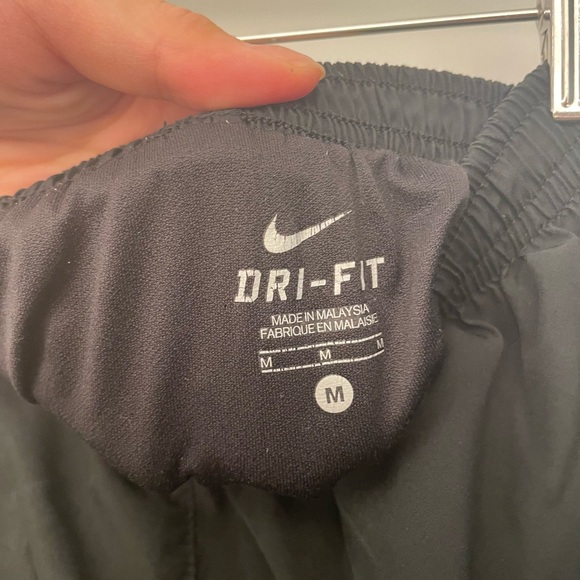 DRI-FIT
MADE IN MALAYSIA
FABRIQUE EN MALAISIE
M M M
M